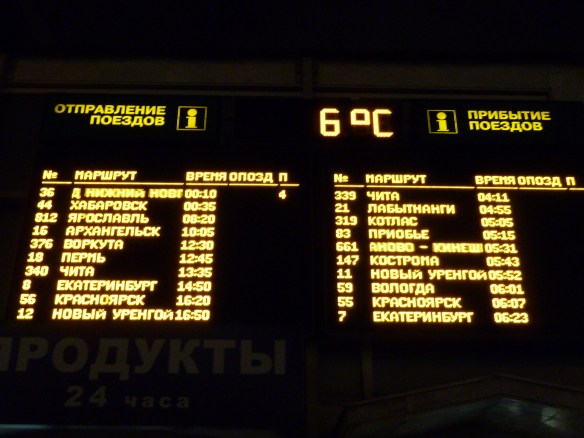 ОТПРАВЛЕНИЕ
ПОЕЗДОВ i
6°C
i ПРИБЫТИЕ
ПОЕЗДОВ
№ МАРШРУТ ВРЕМЯ ОПОЗД П
36 Д НИЖНИЙ НОВГ 00:10 4
44 ХАБАРОВСК 00:35
812 ЯРОСЛАВЛЬ 08:20
16 АРХАНГЕЛЬСК 10:05
376 ВОРКУТА 12:30
18 ПЕРМЬ 12:45
340 ЧИТА 13:35
8 ЕКАТЕРИНБУРГ 14:50
56 КРАСНОЯРСК 16:20
12 НОВЫЙ УРЕНГОЙ 16:50
№ МАРШРУТ ВРЕМЯ ОПОЗД П
339 ЧИТА 04:11
21 ЛАБЫТНАНГИ 04:55
319 КОТЛАС 05:05
83 ПРИОБЬЕ 05:15
661 АНОВО - КИНЕШ 05:31
147 КОСТРОМА 05:43
11 НОВЫЙ УРЕНГОЙ 05:52
59 ВОЛОГДА 06:01
55 КРАСНОЯРСК 06:07
7 ЕКАТЕРИНБУРГ 06:23
ПРОДУКТЫ
24 часа